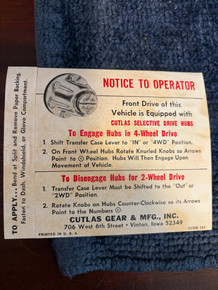 NOTICE TO OPERATOR
Front Drive of this
Vehicle is Equipped with
CUTLAS SELECTIVE DRIVE HUBS
To Engage Hubs in 4-Wheel Drive
1. Shift Transfer Case Lever to "IN" or "4WD" Position.
2. On Front Wheel Hubs Rotate Knurled Knobs so Arrows
Point to Position. Hubs Will Then Engage Upon
Movement of Vehicle.
To Disengage Hubs for 2-Wheel Drive
1. Transfer Case Lever Must be Shifted to the "Out" or
"2WD" Position.
2. Rotate Knobs on Hubs Counter-Clockwise so its Arrows
Point to the Numbers
CUTLAS GEAR & MFG., INC.
706 West 6th Street • Vinton, Iowa 52349
PRINTED IN U.S.A.
TO APPLY... Bend at Split and Remove Paper Backing.
Fasten to Dash, Windshield, or Glove Compartment.